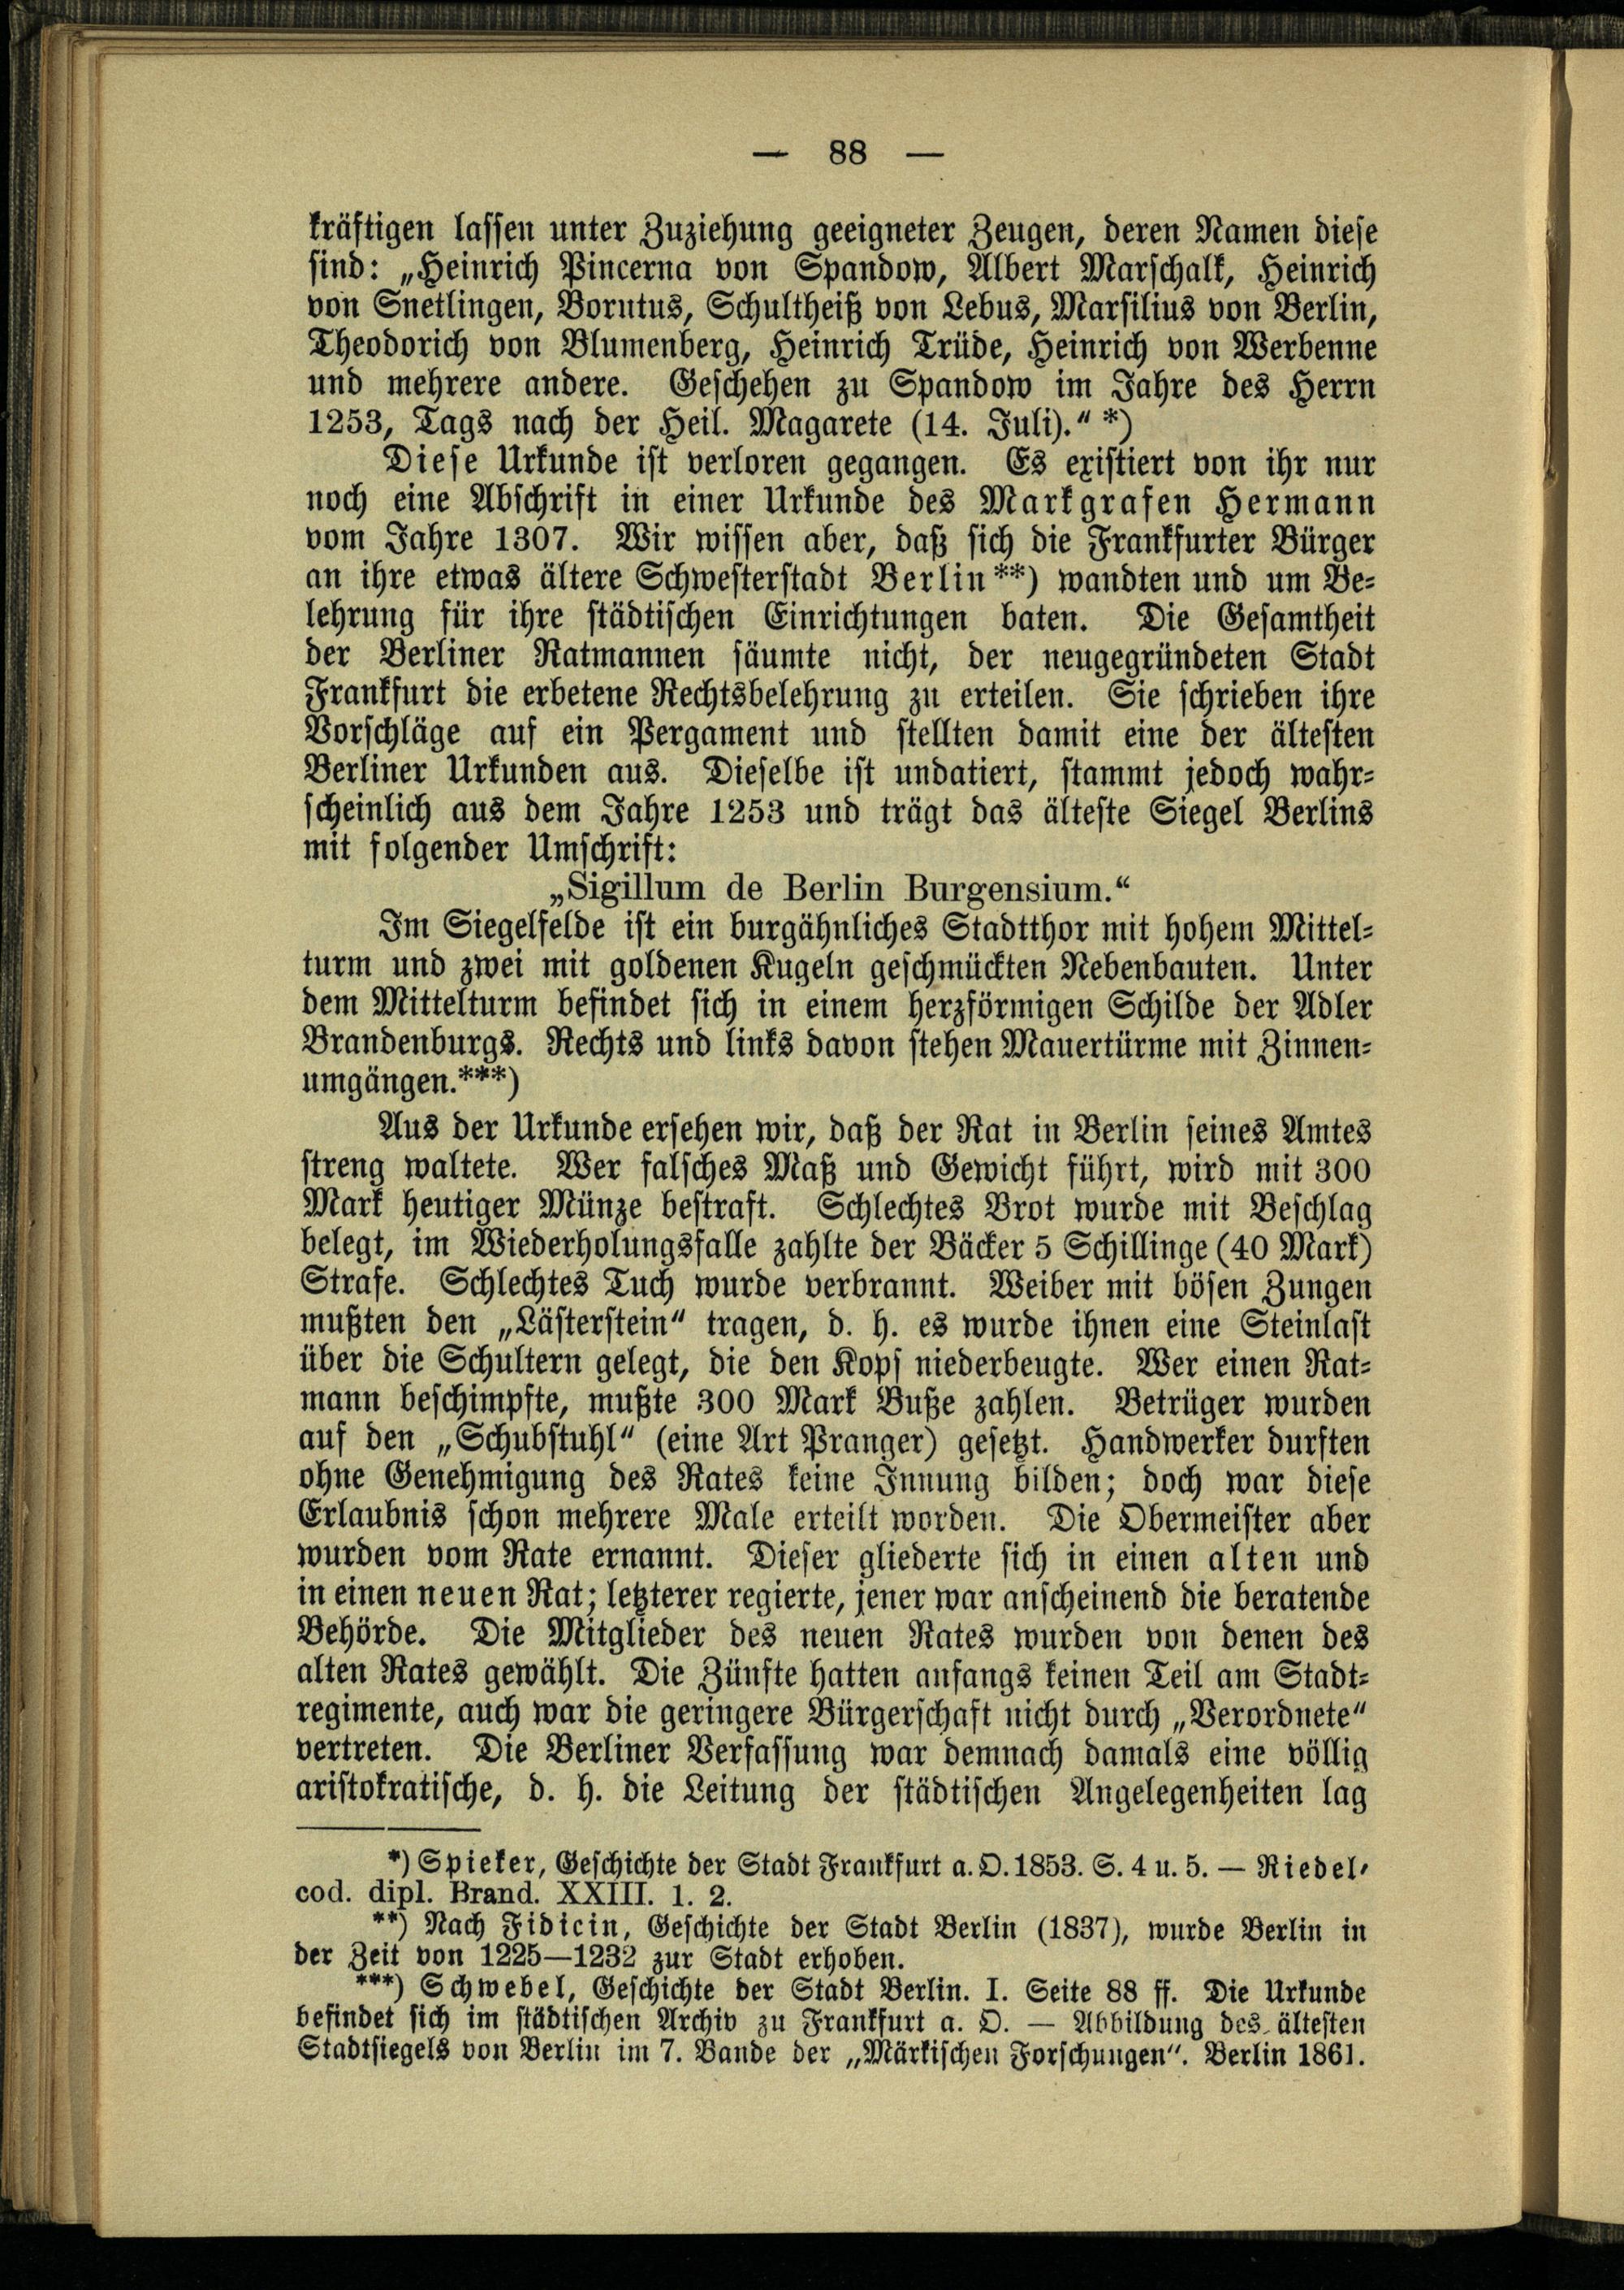 — 88 —
kräftigen lassen unter Zuziehung geeigneter Zeugen, deren Namen diese
sind: „Heinrich Pincerna von Spandow, Albert Marschalk, Heinrich
von Snetlingen, Borutus, Schultheiß von Lebus, Marsilius von Berlin,
Theodorich von Blumenberg, Heinrich Trüde, Heinrich von Werbenne
und mehrere andere. Geschehen zu Spandow im Jahre des Herrn
1253, Tags nach der Heil. Magarete (14. Juli).“ *)
Diese Urkunde ist verloren gegangen. Es existiert von ihr nur
noch eine Abschrift in einer Urkunde des Markgrafen Hermann
vom Jahre 1307. Wir wissen aber, daß sich die Frankfurter Bürger
an ihre etwas ältere Schwesterstadt Berlin **) wandten und um Be-
lehrung für ihre städtischen Einrichtungen baten. Die Gesamtheit
der Berliner Ratmannen säumte nicht, der neugegründeten Stadt
Frankfurt die erbetene Rechtsbelehrung zu erteilen. Sie schrieben ihre
Vorschläge auf ein Pergament und stellten damit eine der ältesten
Berliner Urkunden aus. Dieselbe ist undatiert, stammt jedoch wahr-
scheinlich aus dem Jahre 1253 und trägt das älteste Siegel Berlins
mit folgender Umschrift:
„Sigillum de Berlin Burgensium.“
Im Siegelfelde ist ein burgähnliches Stadtthor mit hohem Mittel-
turm und zwei mit goldenen Kugeln geschmückten Nebenbauten. Unter
dem Mittelturm befindet sich in einem herzförmigen Schilde der Adler
Brandenburgs. Rechts und links davon stehen Mauertürme mit Zinnen-
umgängen.***)
Aus der Urkunde ersehen wir, daß der Rat in Berlin seines Amtes
streng waltete. Wer falsches Maß und Gewicht führt, wird mit 300
Mark heutiger Münze bestraft. Schlechtes Brot wurde mit Beschlag
belegt, im Wiederholungsfalle zahlte der Bäcker 5 Schillinge (40 Mark)
Strafe. Schlechtes Tuch wurde verbrannt. Weiber mit bösen Zungen
mußten den „Lästerstein“ tragen, d. h. es wurde ihnen eine Steinlast
über die Schultern gelegt, die den Kopf niederbeugte. Wer einen Rat-
mann beschimpfte, mußte 300 Mark Buße zahlen. Betrüger wurden
auf den „Schubstuhl“ (eine Art Pranger) gesetzt. Handwerker durften
ohne Genehmigung des Rates keine Innung bilden; doch war diese
Erlaubnis schon mehrere Male erteilt worden. Die Obermeister aber
wurden vom Rate ernannt. Dieser gliederte sich in einen alten und
in einen neuen Rat; letzterer regierte, jener war anscheinend die beratende
Behörde. Die Mitglieder des neuen Rates wurden von denen des
alten Rates gewählt. Die Zünfte hatten anfangs keinen Teil am Stadt-
regimente, auch war die geringere Bürgerschaft nicht durch „Verordnete“
vertreten. Die Berliner Verfassung war demnach damals eine völlig
aristokratische, d. h. die Leitung der städtischen Angelegenheiten lag
*) Spieker, Geschichte der Stadt Frankfurt a. O. 1853. S. 4 u. 5. — Riedel,
cod. dipl. Brand. XXIII. 1. 2.
**) Nach Fidicin, Geschichte der Stadt Berlin (1837), wurde Berlin in
der Zeit von 1225—1232 zur Stadt erhoben.
***) Schwebel, Geschichte der Stadt Berlin. I. Seite 88 ff. Die Urkunde
befindet sich im städtischen Archiv zu Frankfurt a. O. — Abbildung des ältesten
Stadtsiegels von Berlin im 7. Bande der „Märkischen Forschungen“. Berlin 1861.